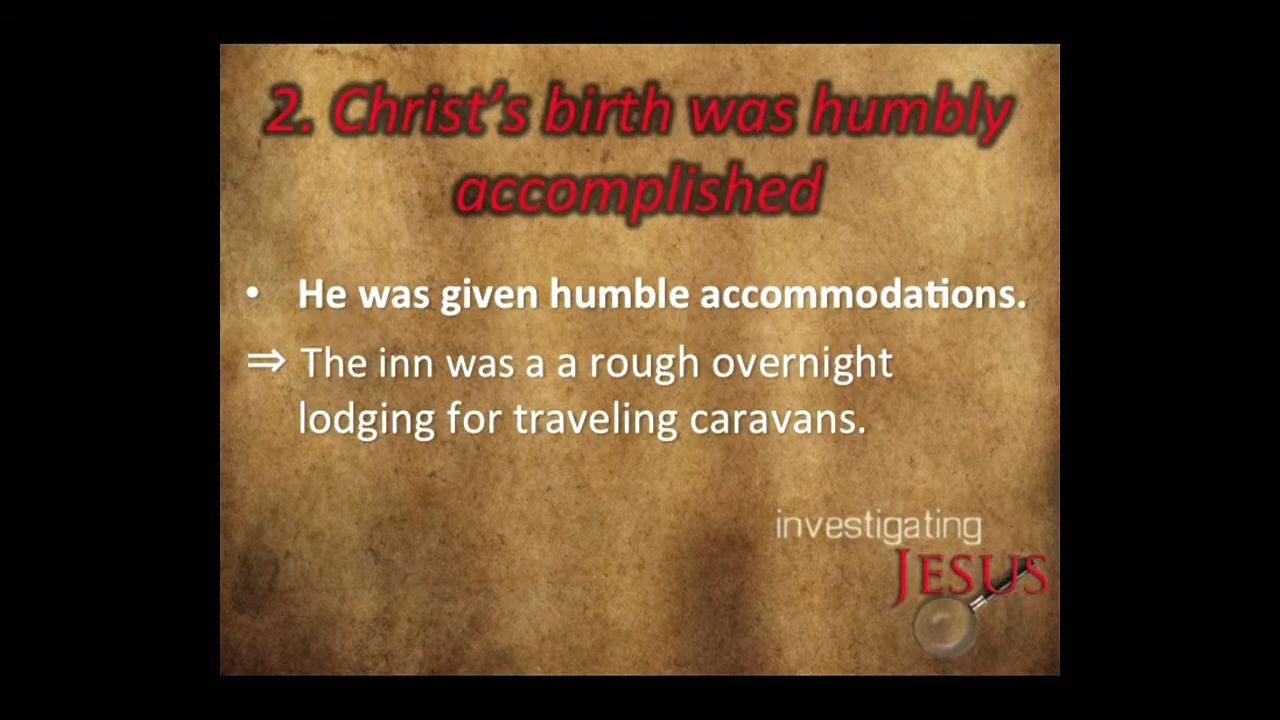 2. Christ's birth was humbly
accomplished
• He was given humble accommodations.
⇒ The inn was a a rough overnight
lodging for traveling caravans.
investigating
JESUS